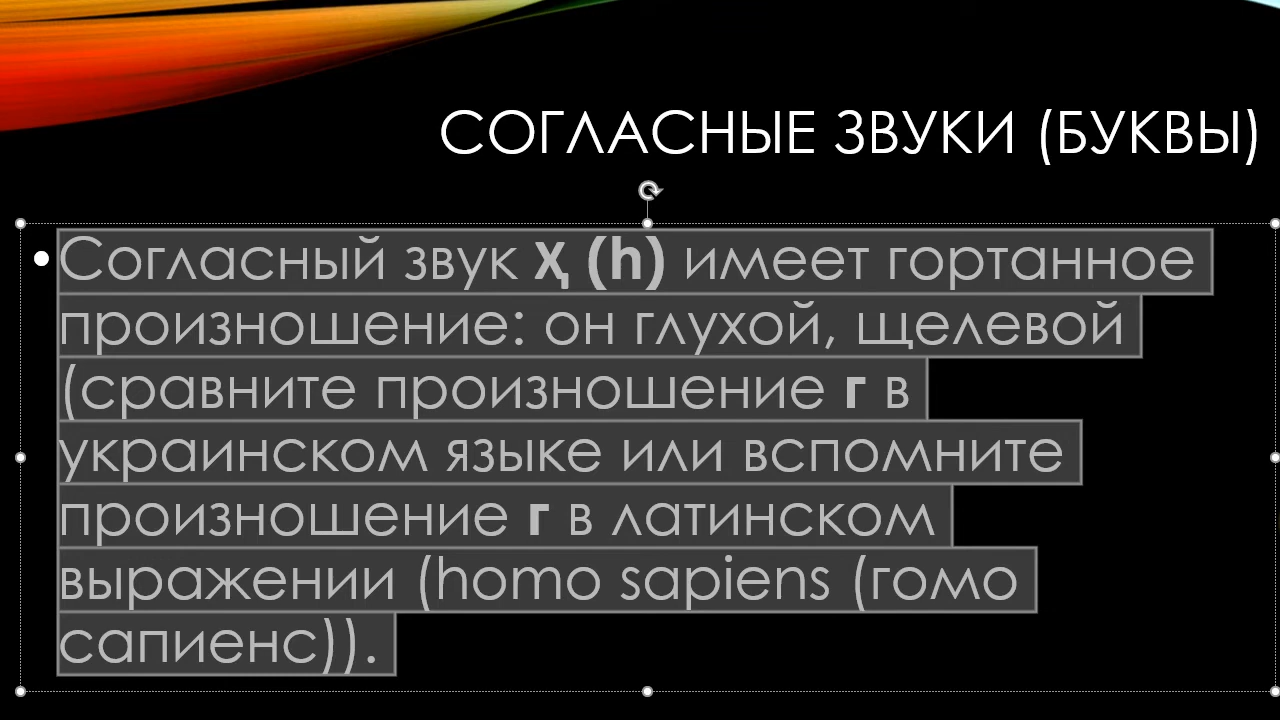 СОГЛАСНЫЕ ЗВУКИ (БУКВЫ)
• Согласный звук Ҳ (h) имеет гортанное
произношение: он глухой, щелевой
(сравните произношение г в
украинском языке или вспомните
произношение г в латинском
выражении (homo sapiens (гомо
сапиенс)).